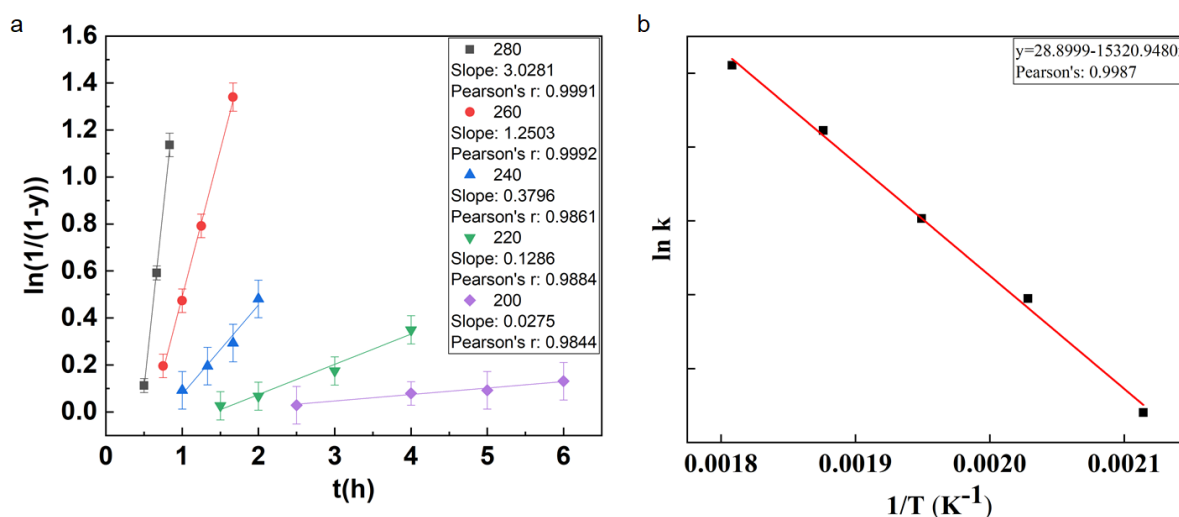 a
ln(1/(1-y))
1.6
1.4
1.2
1.0
0.8
0.6
0.4
0.2
0.0
0
1
2
3
4
5
6
t(h)
280
Slope: 3.0281
Pearson's r: 0.9991
260
Slope: 1.2503
Pearson's r: 0.9992
240
Slope: 0.3796
Pearson's r: 0.9861
220
Slope: 0.1286
Pearson's r: 0.9884
200
Slope: 0.0275
Pearson's r: 0.9844
b
ln k
y=28.8999-15320.9480
Pearson's: 0.9987
0.0018
0.0019
0.0020
0.0021
1/T (K⁻¹)